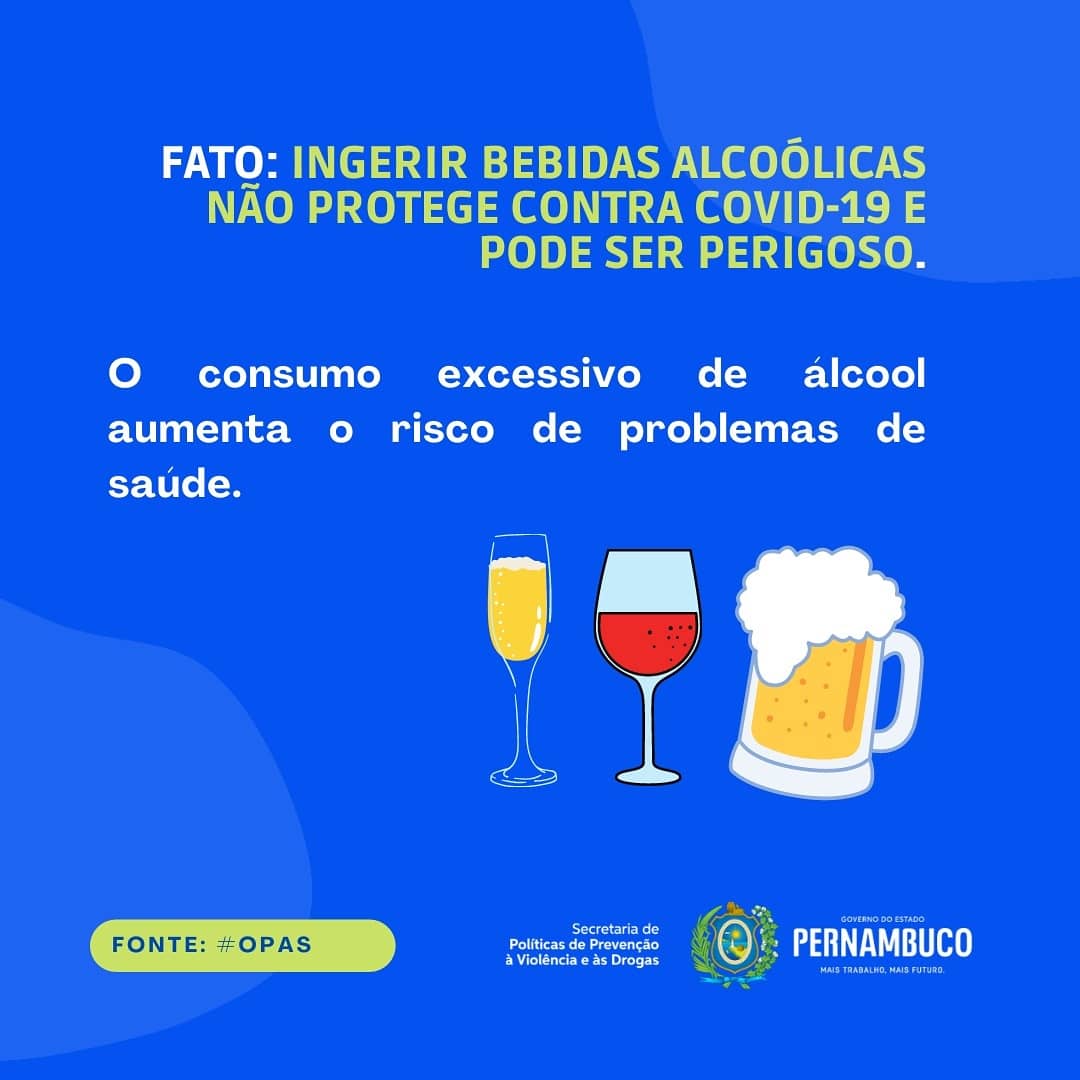 FATO: INGERIR BEBIDAS ALCOÓLICAS
NÃO PROTEGE CONTRA COVID-19 E
PODE SER PERIGOSO.
O consumo excessivo de álcool
aumenta o risco de problemas de
saúde.
FONTE: #OPAS
Secretaria de
Políticas de Prevenção
à Violência e às Drogas
GOVERNO DO ESTADO
PERNAMBUCO
MAIS TRABALHO, MAIS FUTURO.